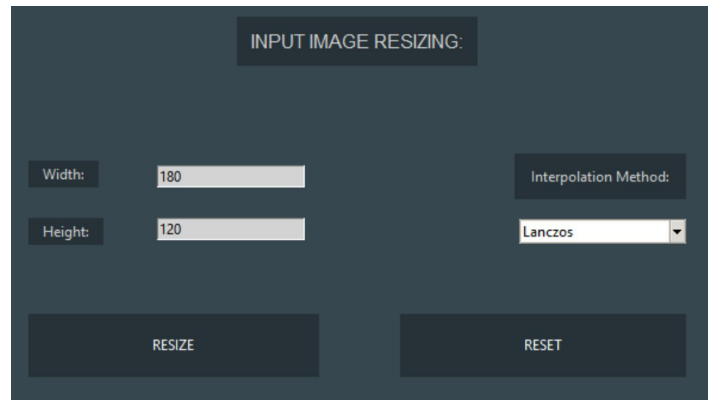 INPUT IMAGE RESIZING:
Width:
180
Interpolation Method:
Height:
120
Lanczos
RESIZE
RESET